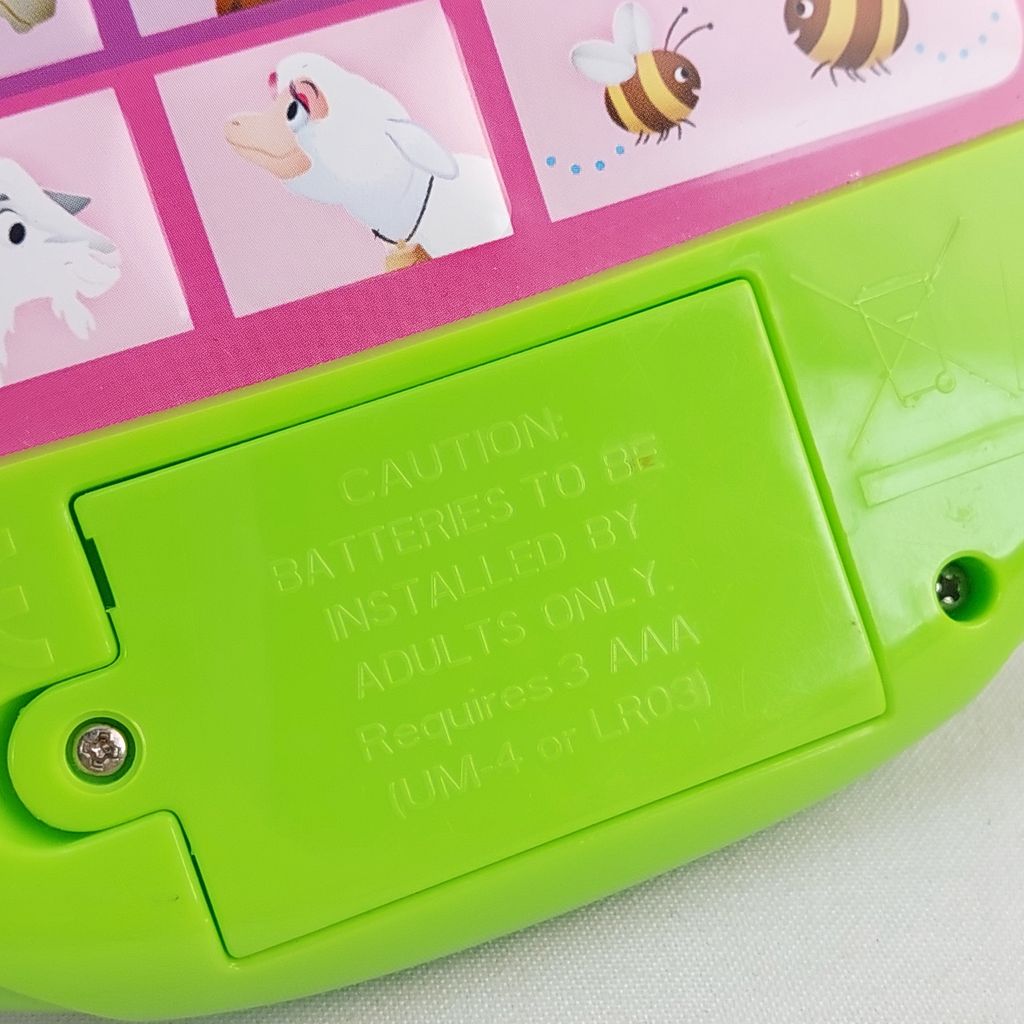 CAUTION:
BATTERIES TO BE
INSTALLED BY
ADULTS ONLY.
Requires 3 AAA
(UM-4 or LR03)